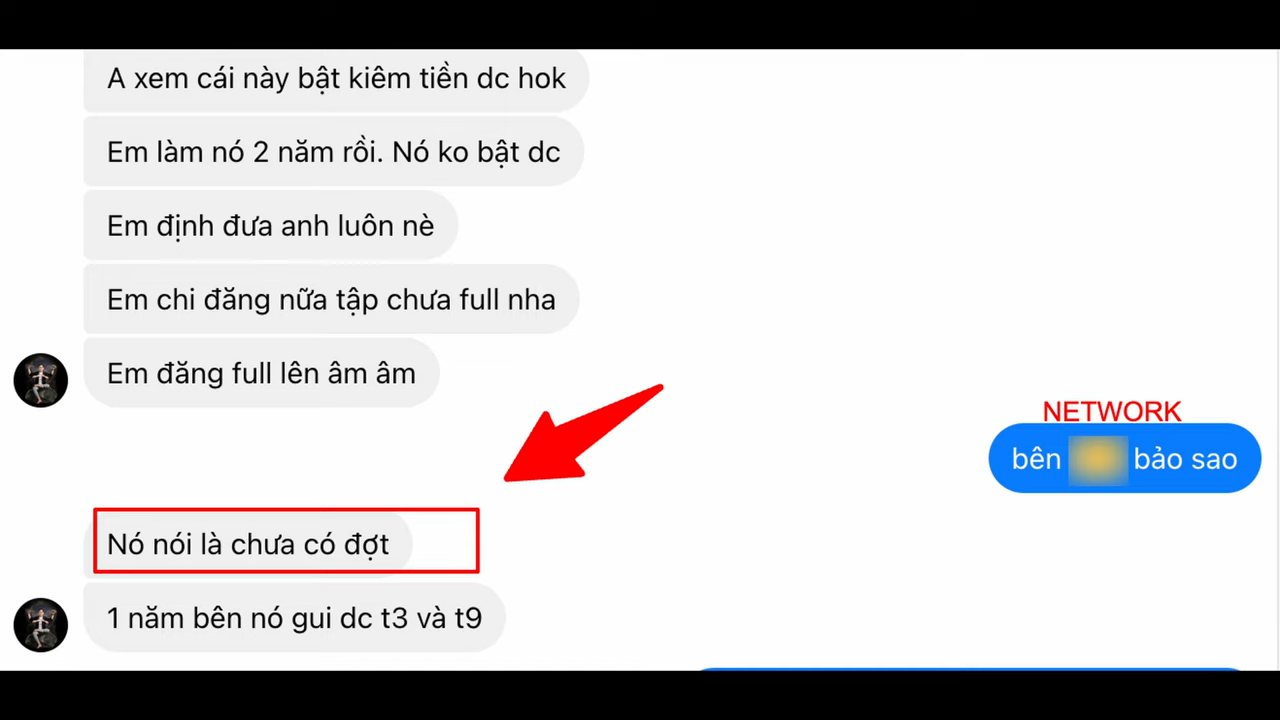 A xem cái này bật kiêm tiền dc hok
Em làm nó 2 năm rồi. Nó ko bật dc
Em định đưa anh luôn nè
Em chi đăng nữa tập chưa full nha
Em đăng full lên âm âm
NETWORK
bên bảo sao
Nó nói là chưa có đợt
1 năm bên nó gui dc t3 và t9